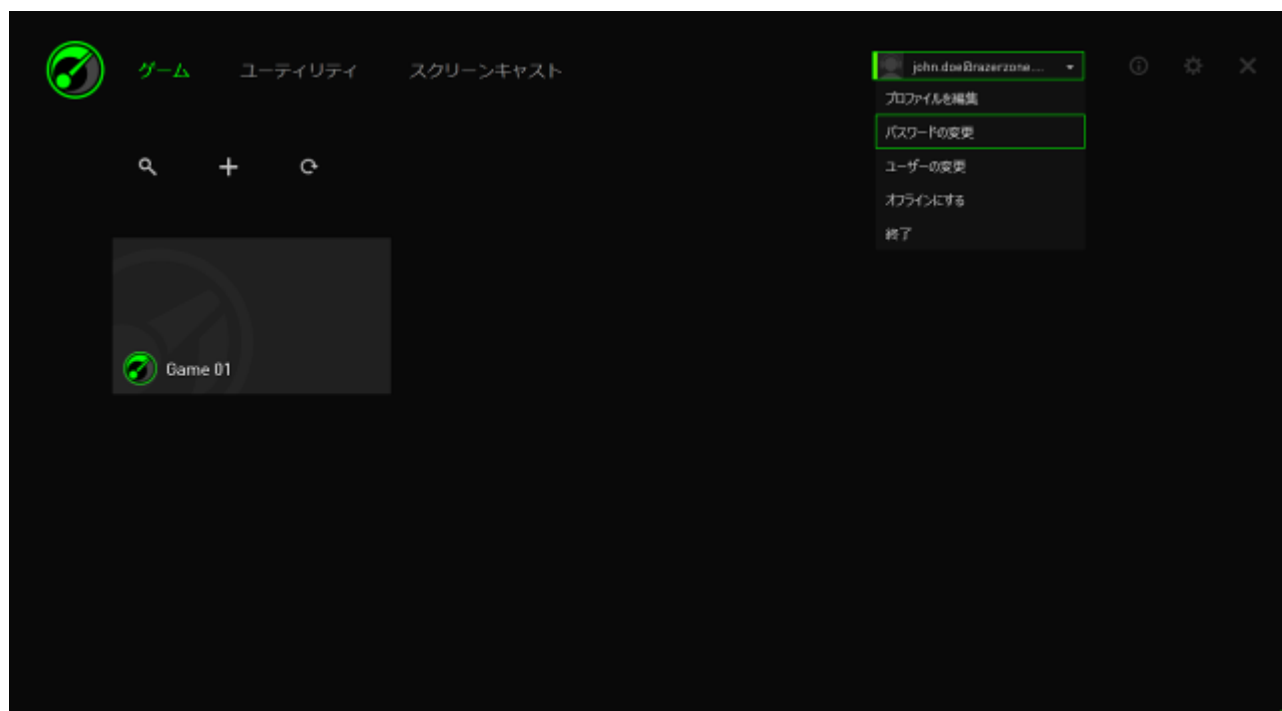 ゲーム ユーティリティ スクリーンキャスト john.doe@razerzone....
プロファイルを編集
パスワードの変更
ユーザーの変更
オフラインにする
終了
Game 01